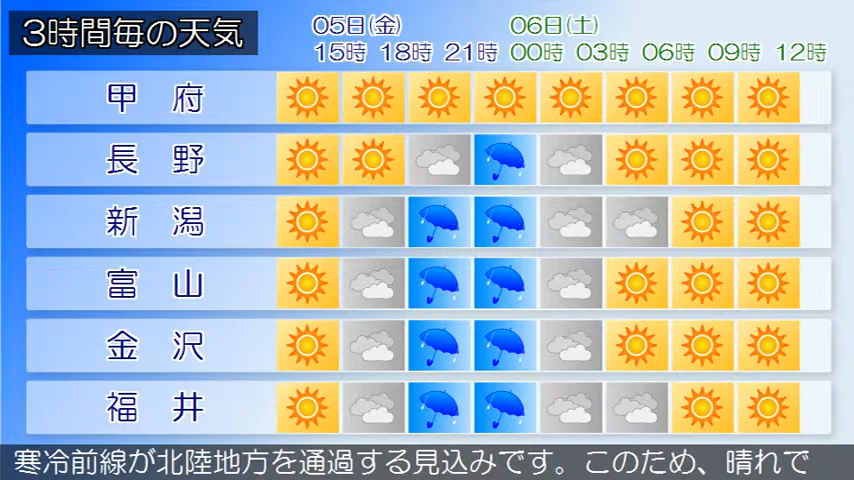 3時間毎の天気
05日(金) 06日(土)
15時 18時 21時 00時 03時 06時 09時 12時
甲 府
長 野
新 潟
富 山
金 沢
福 井
寒冷前線が北陸地方を通過する見込みです。このため、晴れで